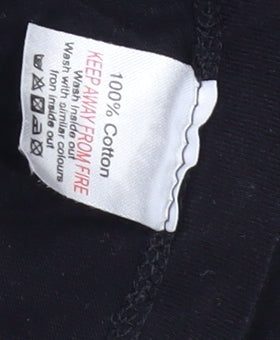 100% Cotton
KEEP AWAY FROM FIRE
Wash inside out
Wash with similar colours
Iron inside out